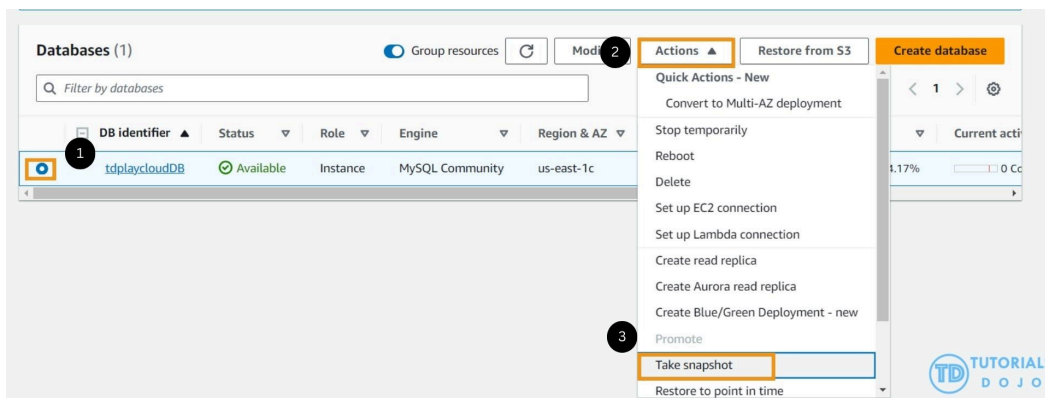 Databases (1)
Group resources
Modi
2
Actions ▲
Restore from S3
Create database
Filter by databases
Quick Actions - New
< 1 >
Convert to Multi-AZ deployment
DB identifier ▲
Status
Role
Engine
Region & AZ
Stop temporarily
Current acti
1
tdplaycloudDB
Available
Instance
MySQL Community
us-east-1c
Reboot
4.17%
0 Co
Delete
Set up EC2 connection
Set up Lambda connection
Create read replica
Create Aurora read replica
Create Blue/Green Deployment - new
3
Promote
Take snapshot
Restore to point in time
TD
TUTORIAL
DOJO